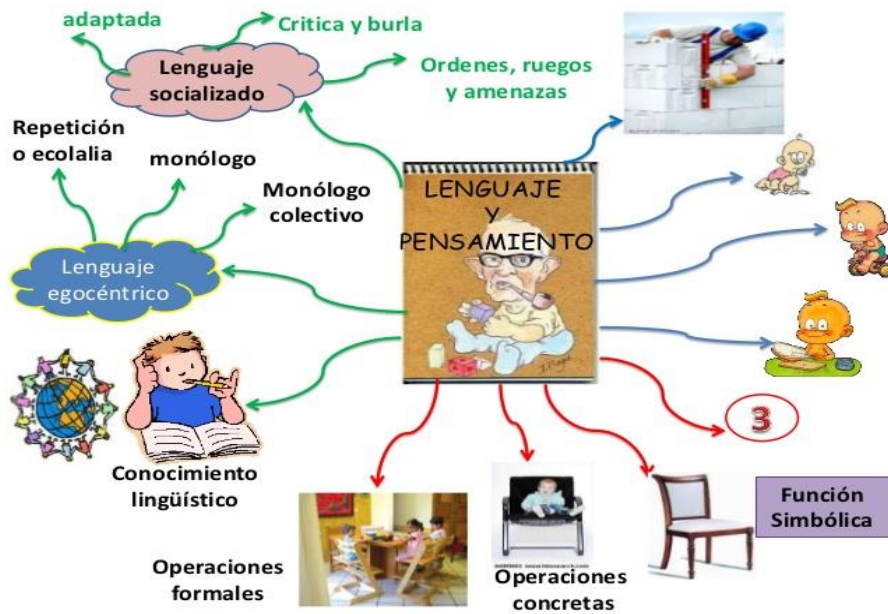 adaptada
Critica y burla
Lenguaje
socializado
Ordenes, ruegos
y amenazas
Repetición
o ecolalia
monólogo
Monólogo
colectivo
LENGUAJE
Y
PENSAMIENTO
Lenguaje
egocéntrico
J. Piaget
3
Conocimiento
lingüístico
Función
Simbólica
Operaciones
formales
Operaciones
concretas